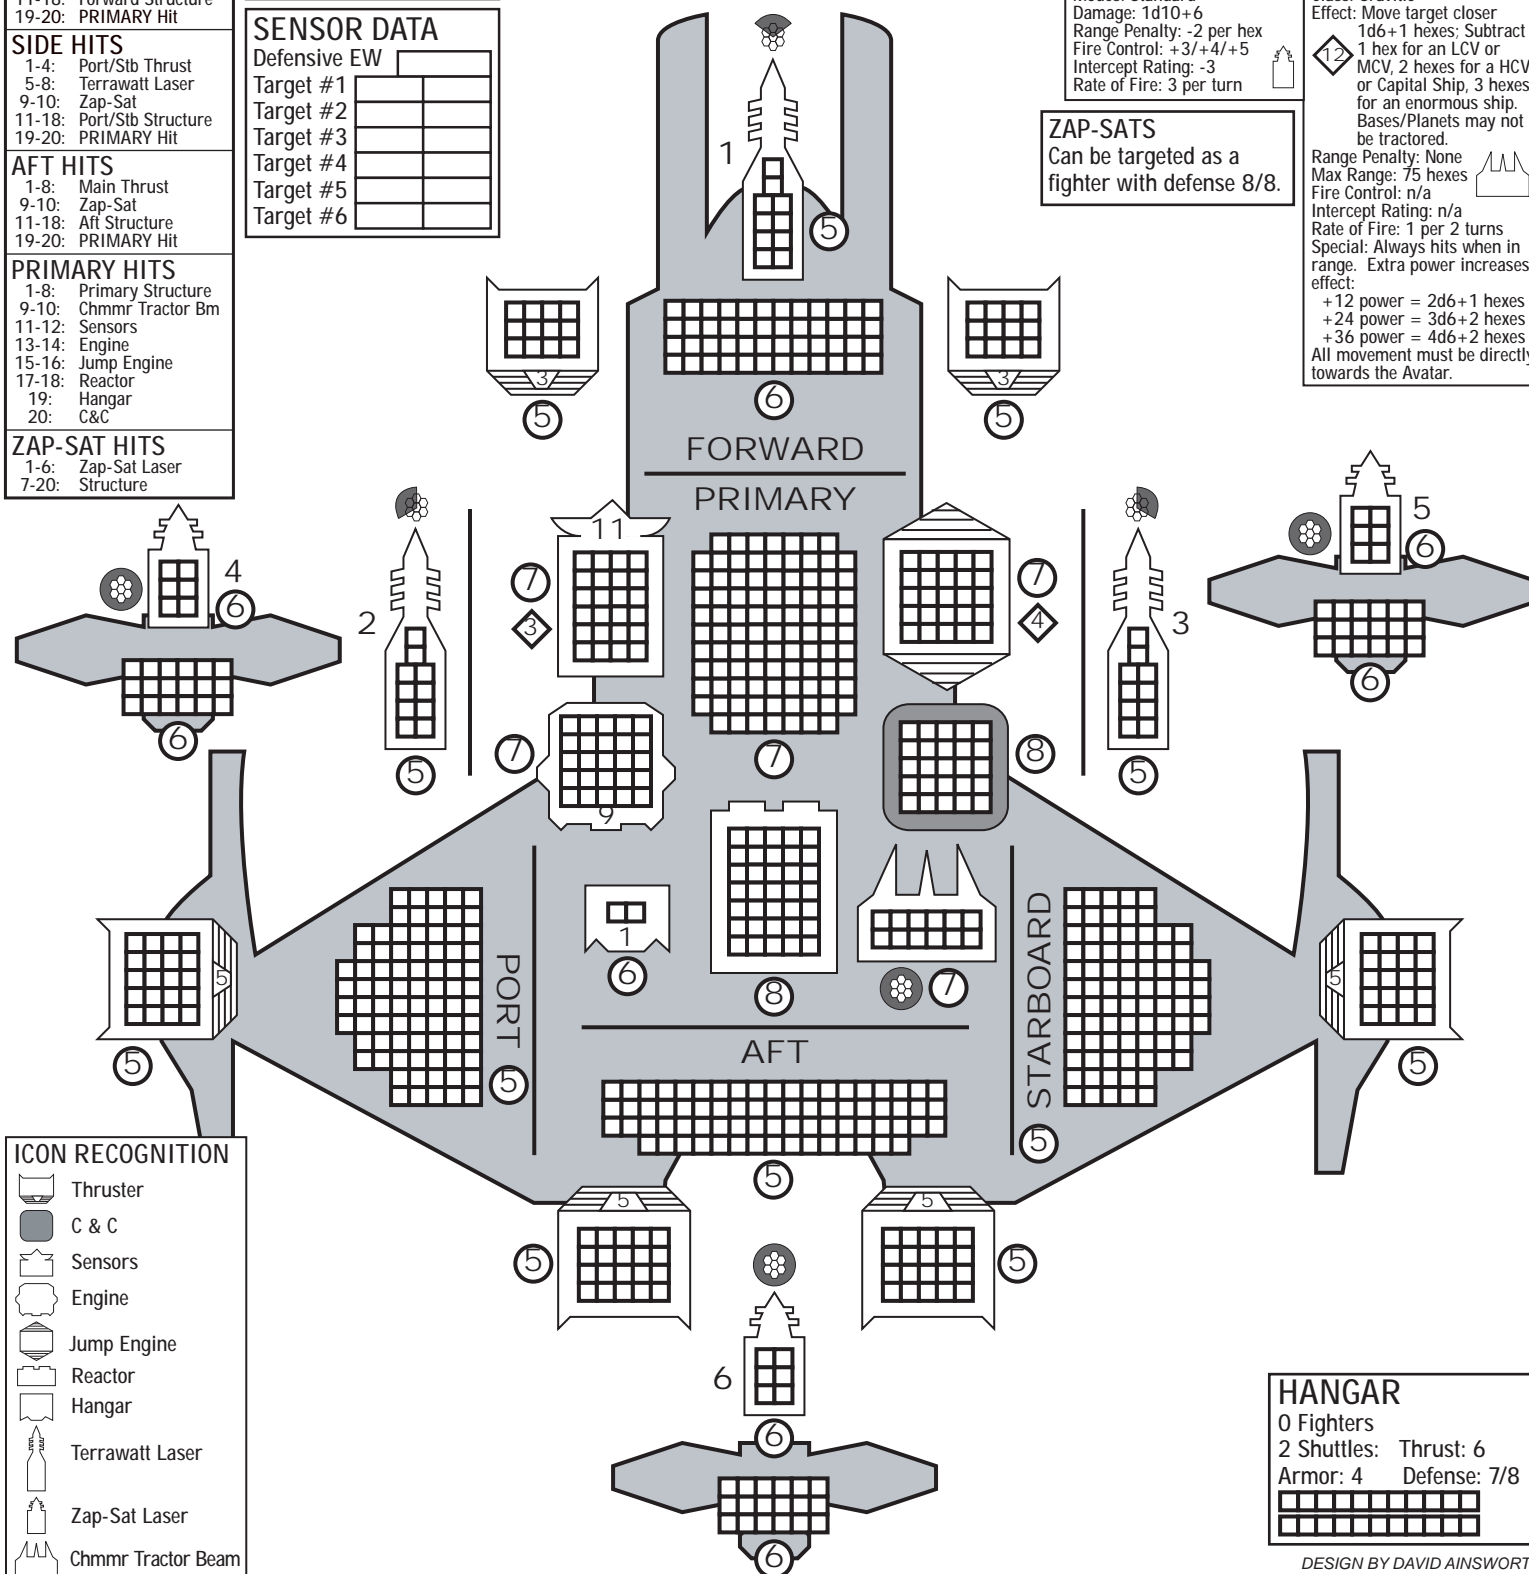 11-18: Forward Structure
19-20: PRIMARY Hit
SIDE HITS
1-4: Port/Stb Thrust
5-8: Terrawatt Laser
9-10: Zap-Sat
11-18: Port/Stb Structure
19-20: PRIMARY Hit
AFT HITS
1-8: Main Thrust
9-10: Zap-Sat
11-18: Aft Structure
19-20: PRIMARY Hit
PRIMARY HITS
1-8: Primary Structure
9-10: Chmmr Tractor Bm
11-12: Sensors
13-14: Engine
15-16: Jump Engine
17-18: Reactor
19: Hangar
20: C&C
ZAP-SAT HITS
1-6: Zap-Sat Laser
7-20: Structure
SENSOR DATA
Defensive EW
Target #1
Target #2
Target #3
Target #4
Target #5
Target #6
Damage: 1d10+6
Range Penalty: -2 per hex
Fire Control: +3/+4/+5
Intercept Rating: -3
Rate of Fire: 3 per turn
ZAP-SATS
Can be targeted as a
fighter with defense 8/8.
Effect: Move target closer
1d6+1 hexes; Subtract
1 hex for an LCV or
12
MCV, 2 hexes for a HCV
or Capital Ship, 3 hexes
for an enormous ship.
Bases/Planets may not
be tractored.
Range Penalty: None
Max Range: 75 hexes
Fire Control: n/a
Intercept Rating: n/a
Rate of Fire: 1 per 2 turns
Special: Always hits when in
range. Extra power increases
effect:
+12 power = 2d6+1 hexes
+24 power = 3d6+2 hexes
+36 power = 4d6+2 hexes
All movement must be directly
towards the Avatar.
1
5
3
5
3
5
6
FORWARD
PRIMARY
4
6
6
2
5
11
7
3
7
4
3
5
5
6
6
7
9
7
8
5
5
PORT
5
1
6
8
7
STARBOARD
5
5
5
AFT
5
5
5
5
5
6
6
6
ICON RECOGNITION
Thruster
C & C
Sensors
Engine
Jump Engine
Reactor
Hangar
Terrawatt Laser
Zap-Sat Laser
Chmmr Tractor Beam
HANGAR
0 Fighters
2 Shuttles: Thrust: 6
Armor: 4 Defense: 7/8
DESIGN BY DAVID AINSWORT